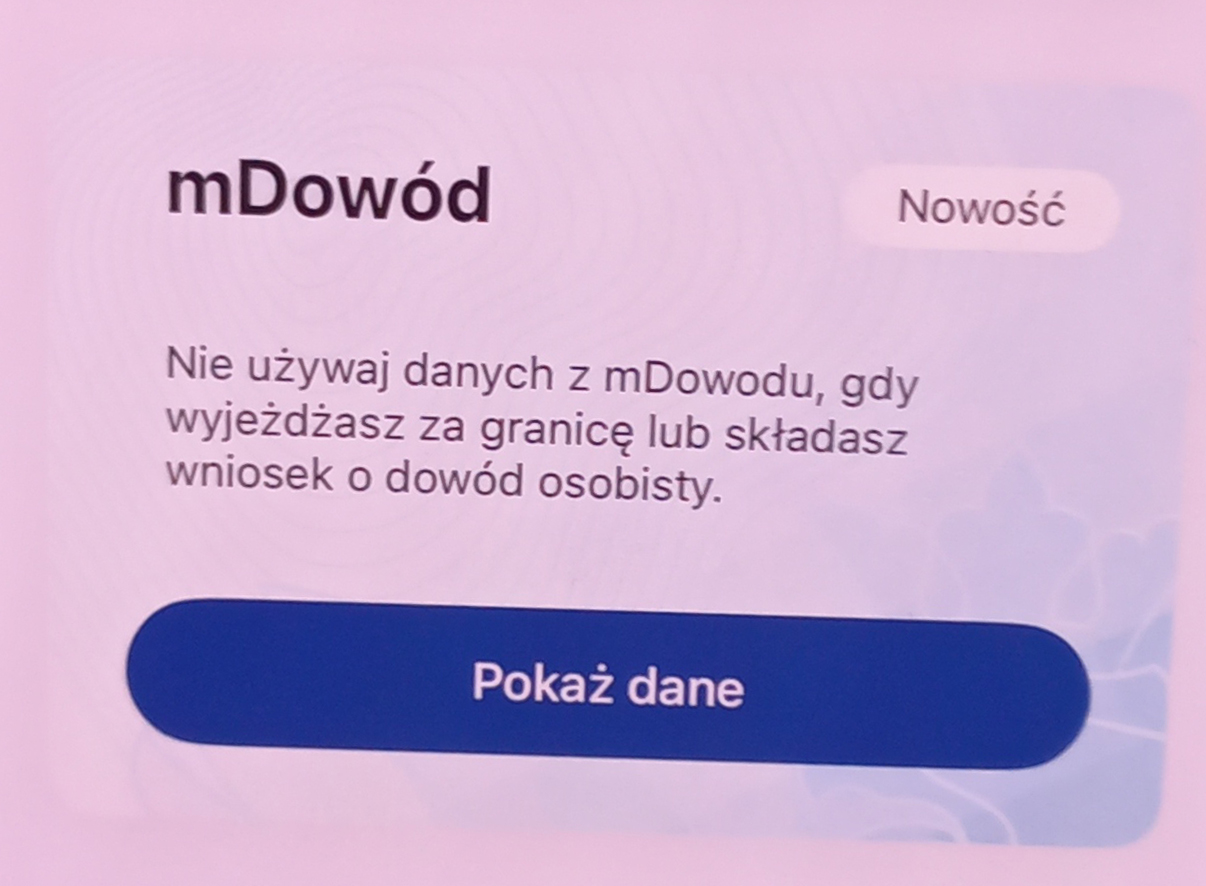 mDowód
Nowość
Nie używaj danych z mDowodu, gdy
wyjeżdżasz za granicę lub składasz
wniosek o dowód osobisty.
Pokaż dane